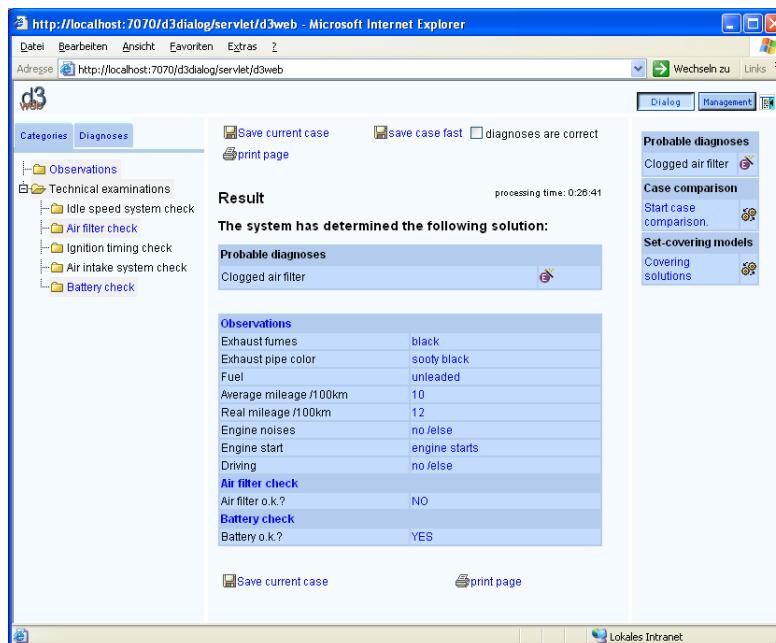 http://localhost:7070/d3dialog/servlet/d3web - Microsoft Internet Explorer
Datei Bearbeiten Ansicht Favoriten Extras ?
Adresse http://localhost:7070/d3dialog/servlet/d3web Wechseln zu Links
d3
web
Dialog Management
Categories Diagnoses
Observations
Technical examinations
Idle speed system check
Air filter check
Ignition timing check
Air intake system check
Battery check
Save current case save case fast diagnoses are correct
print page
Result processing time: 0:26:41
The system has determined the following solution:
Probable diagnoses
Clogged air filter
Observations
Exhaust fumes black
Exhaust pipe color sooty black
Fuel unleaded
Average mileage /100km 10
Real mileage /100km 12
Engine noises no /else
Engine start engine starts
Driving no /else
Air filter check
Air filter o.k.? NO
Battery check
Battery o.k.? YES
Save current case print page
Probable diagnoses
Clogged air filter
Case comparison
Start case
comparison.
Set-covering models
Covering
solutions
Lokales Intranet